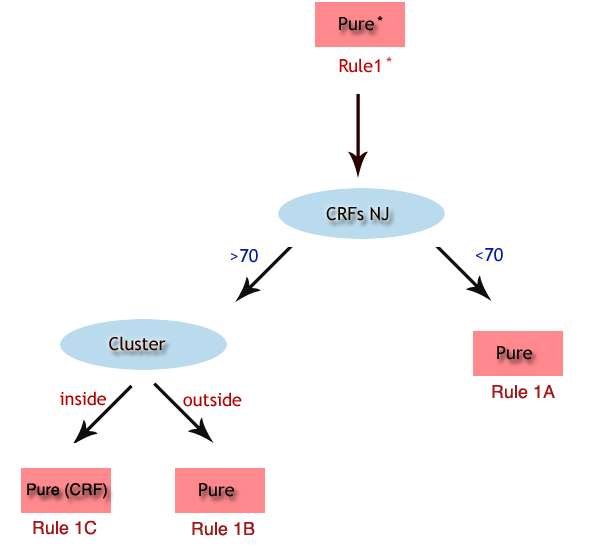 Pure*
Rule1*
CRFs NJ
>70
<70
Cluster
Pure
Rule 1A
inside
outside
Pure (CRF)
Pure
Rule 1C
Rule 1B